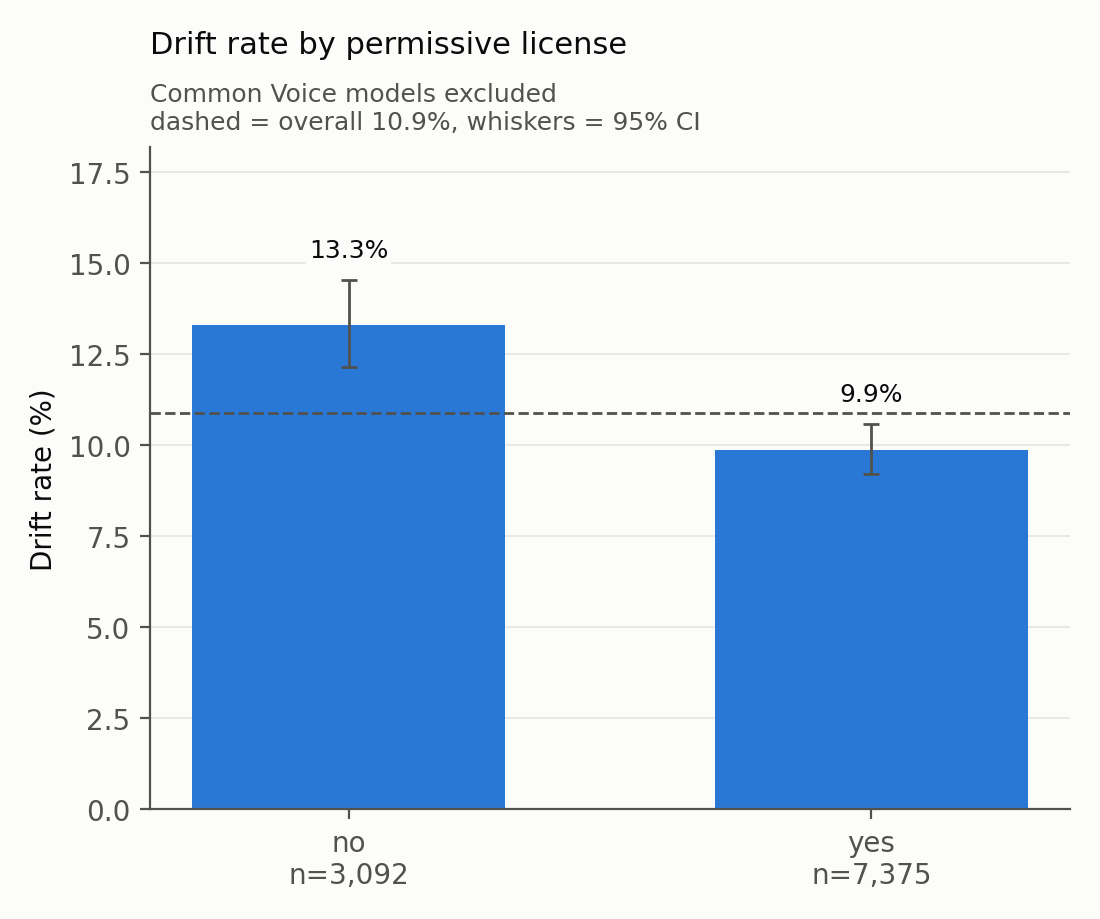 Drift rate by permissive license
Common Voice models excluded
dashed = overall 10.9%, whiskers = 95% CI
Drift rate (%)
17.5
15.0
12.5
10.0
7.5
5.0
2.5
0.0
13.3%
9.9%
no
n=3,092
yes
n=7,375